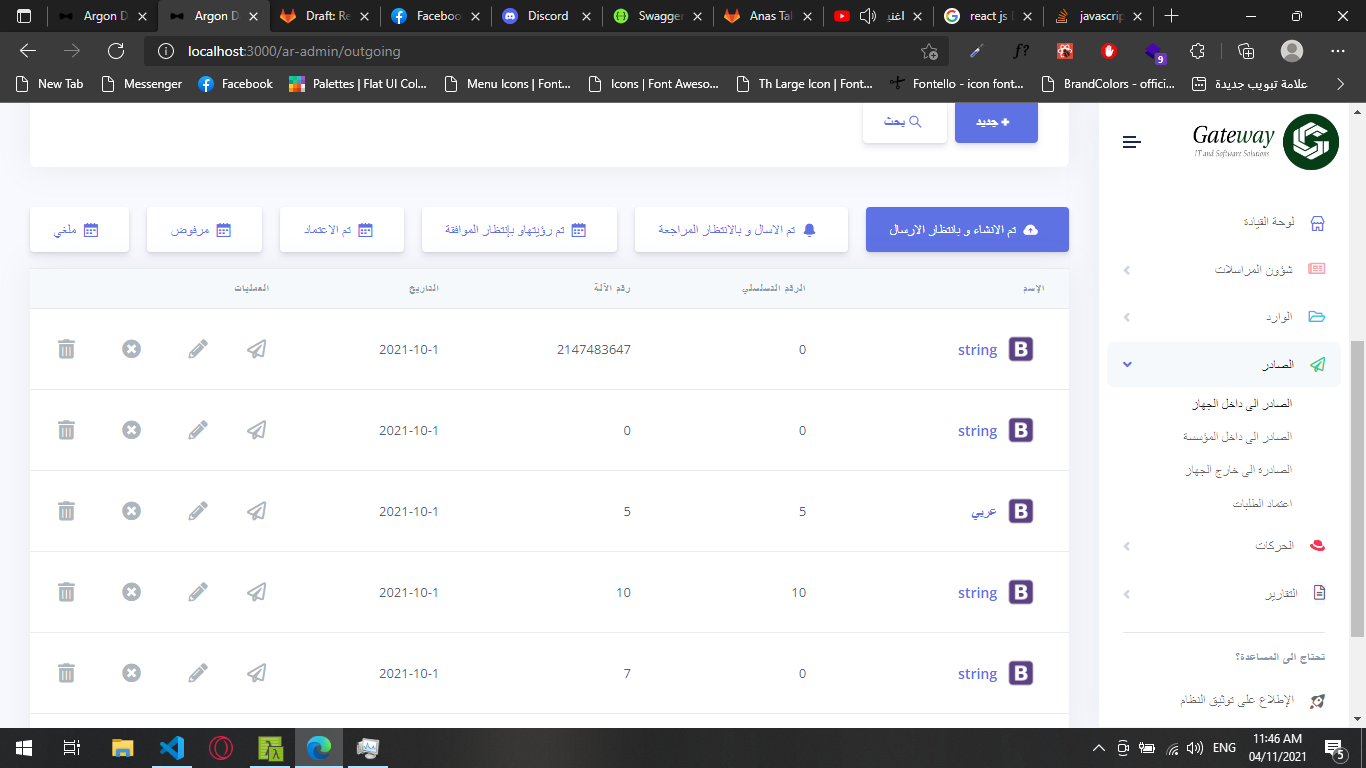 Argon D
Argon D
Draft: Re
Faceboo
Discord
Swagger
Anas Tal
اغني
react js l
javascrip
localhost:3000/ar-admin/outgoing
9
New Tab
Messenger
Facebook
Palettes | Flat UI Col...
Menu Icons | Font...
Icons | Font Aweso...
Th Large Icon | Font...
Fontello - icon font...
BrandColors - offici...
علامة تبويب جديدة
Gateway
IT and Software Solutions
جديد
بحث
تم الانشاء و بانتظار الارسال
تم الاسال و بالانتظار المراجعة
تم رؤيتهاو بإنتظار الموافقة
تم الاعتماد
مرفوض
ملغي
الإسم الرقم التسلسلي رقم الآلة التاريخ العمليات
string 0 2147483647 2021-10-1
string 0 0 2021-10-1
عربي 5 5 2021-10-1
string 10 10 2021-10-1
string 0 7 2021-10-1
لوحة القيادة
شؤون المراسلات
الوارد
الصادر
الصادر الى داخل الجهاز
الصادر الى داخل المؤسسة
الصادرة الى خارج الجهاز
اعتماد الطلبات
الحركات
التقارير
تحتاج الى المساعدة؟
الإطلاع على توثيق النظام
ENG
11:46 AM
04/11/2021
5